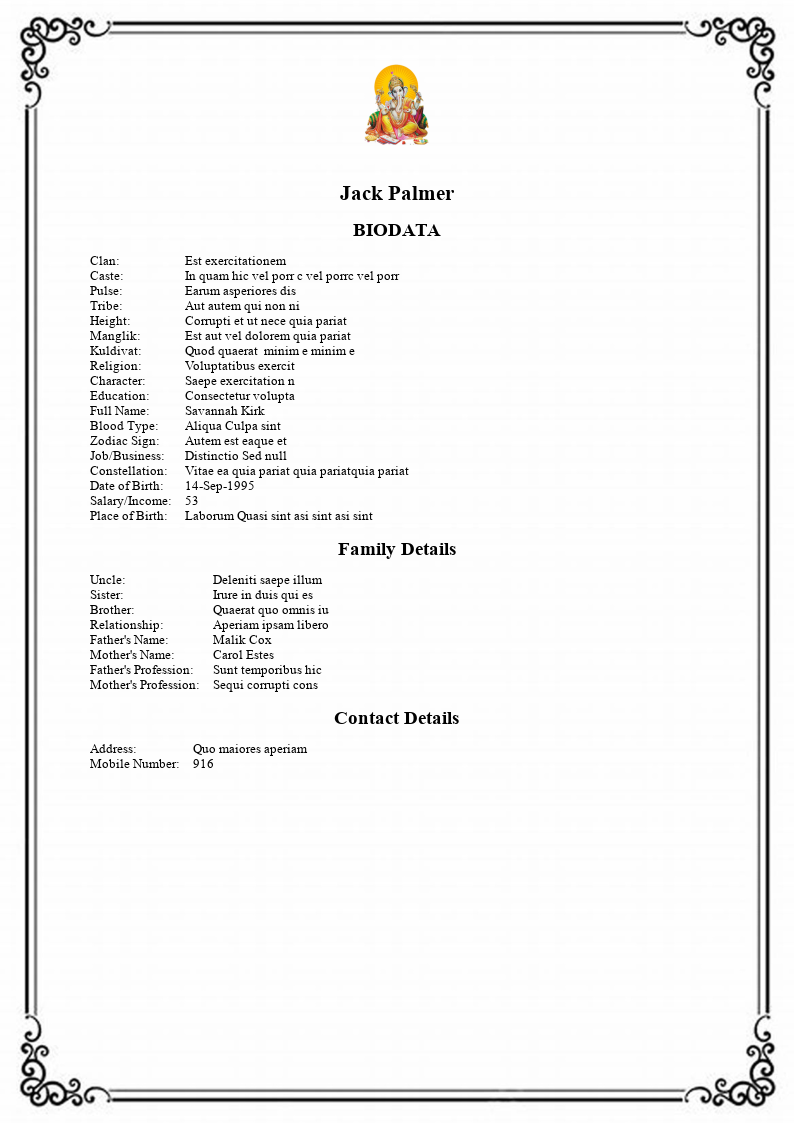 Jack Palmer
BIODATA
Clan: Est exercitationem
Caste: In quam hic vel porr c vel porrc vel porr
Pulse: Earum asperiores dis
Tribe: Aut autem qui non ni
Height: Corrupti et ut nece quia pariat
Manglik: Est aut vel dolorem quia pariat
Kuldivat: Quod quaerat minim e minim e
Religion: Voluptatibus exercit
Character: Saepe exercitation n
Education: Consectetur volupta
Full Name: Savannah Kirk
Blood Type: Aliqua Culpa sint
Zodiac Sign: Autem est eaque et
Job/Business: Distinctio Sed null
Constellation: Vitae ea quia pariat quia pariatquia pariat
Date of Birth: 14-Sep-1995
Salary/Income: 53
Place of Birth: Laborum Quasi sint asi sint asi sint
Family Details
Uncle: Deleniti saepe illum
Sister: Irure in duis qui es
Brother: Quaerat quo omnis iu
Relationship: Aperiam ipsam libero
Father's Name: Malik Cox
Mother's Name: Carol Estes
Father's Profession: Sunt temporibus hic
Mother's Profession: Sequi corrupti cons
Contact Details
Address: Quo maiores aperiam
Mobile Number: 916